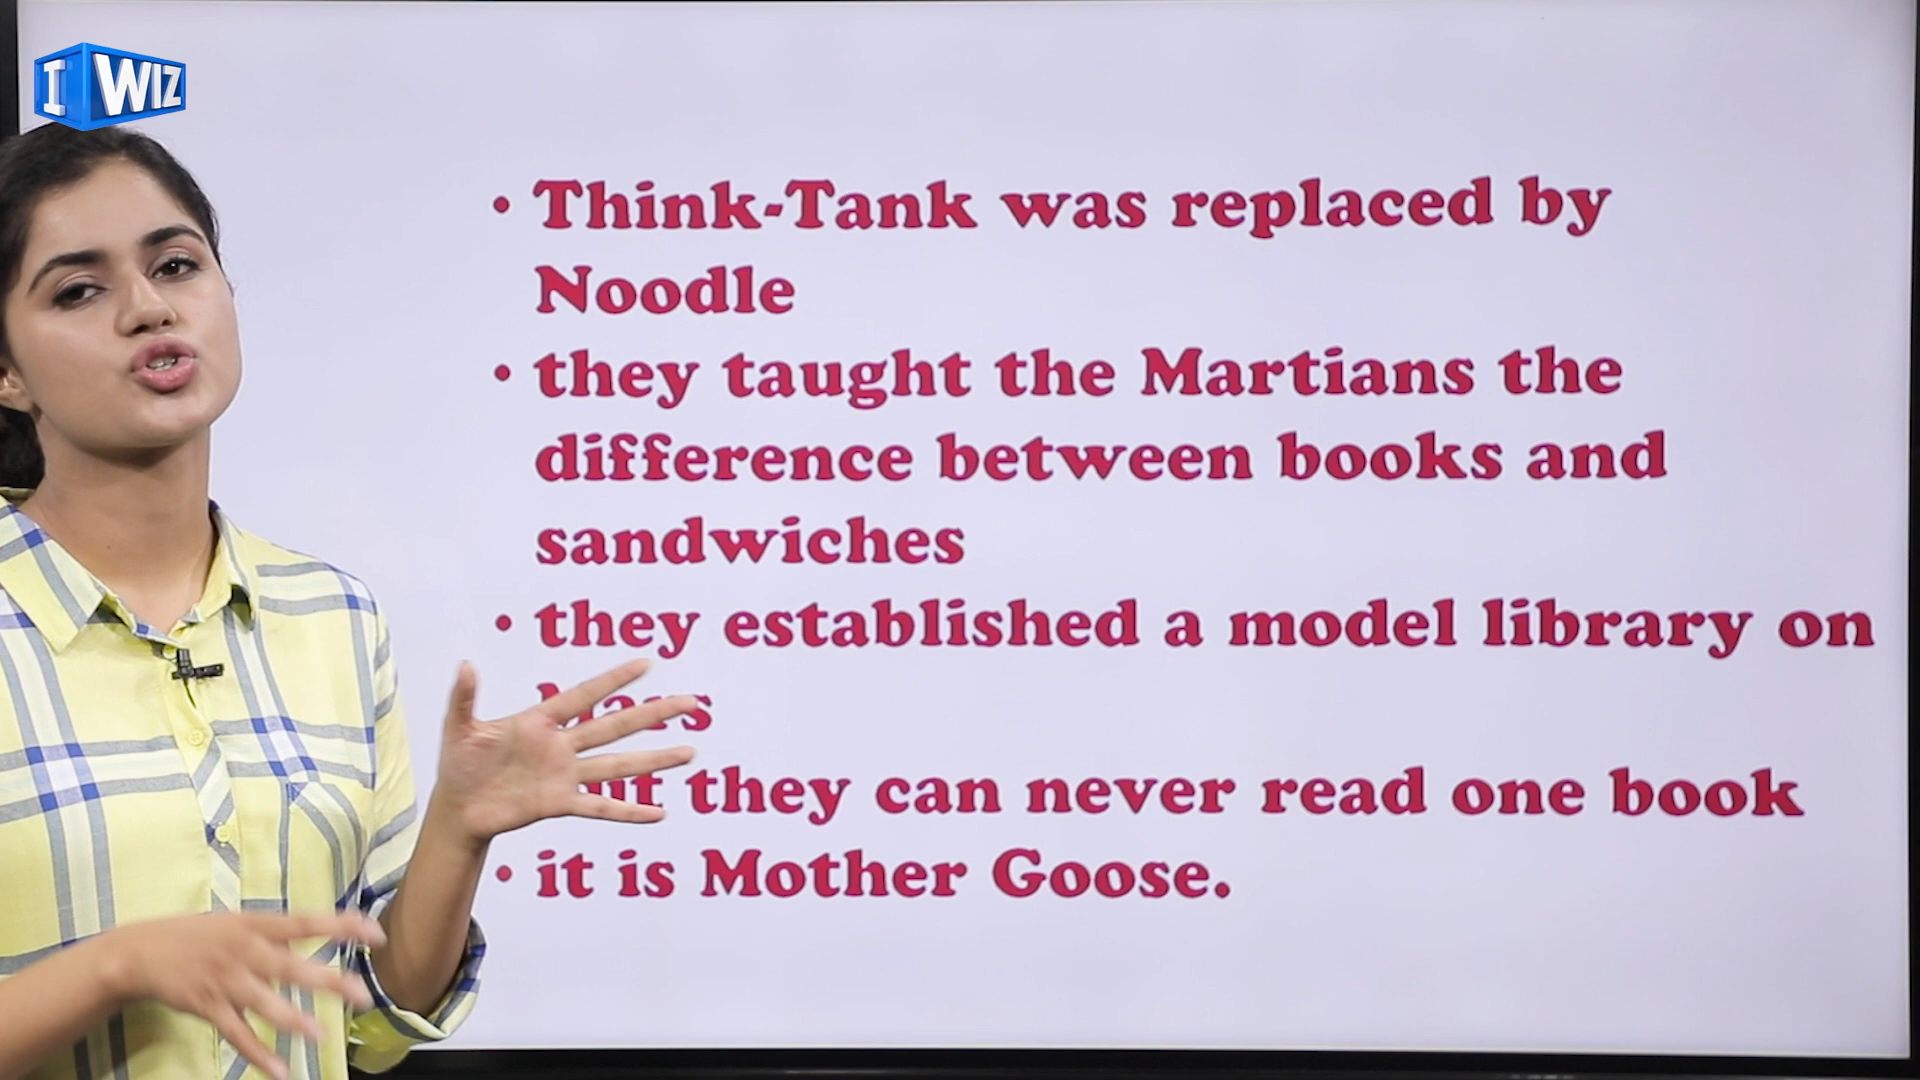 I WIZ
• Think-Tank was replaced by
Noodle
• they taught the Martians the
difference between books and
sandwiches
• they established a model library on
Mars
they can never read one book
• it is Mother Goose.